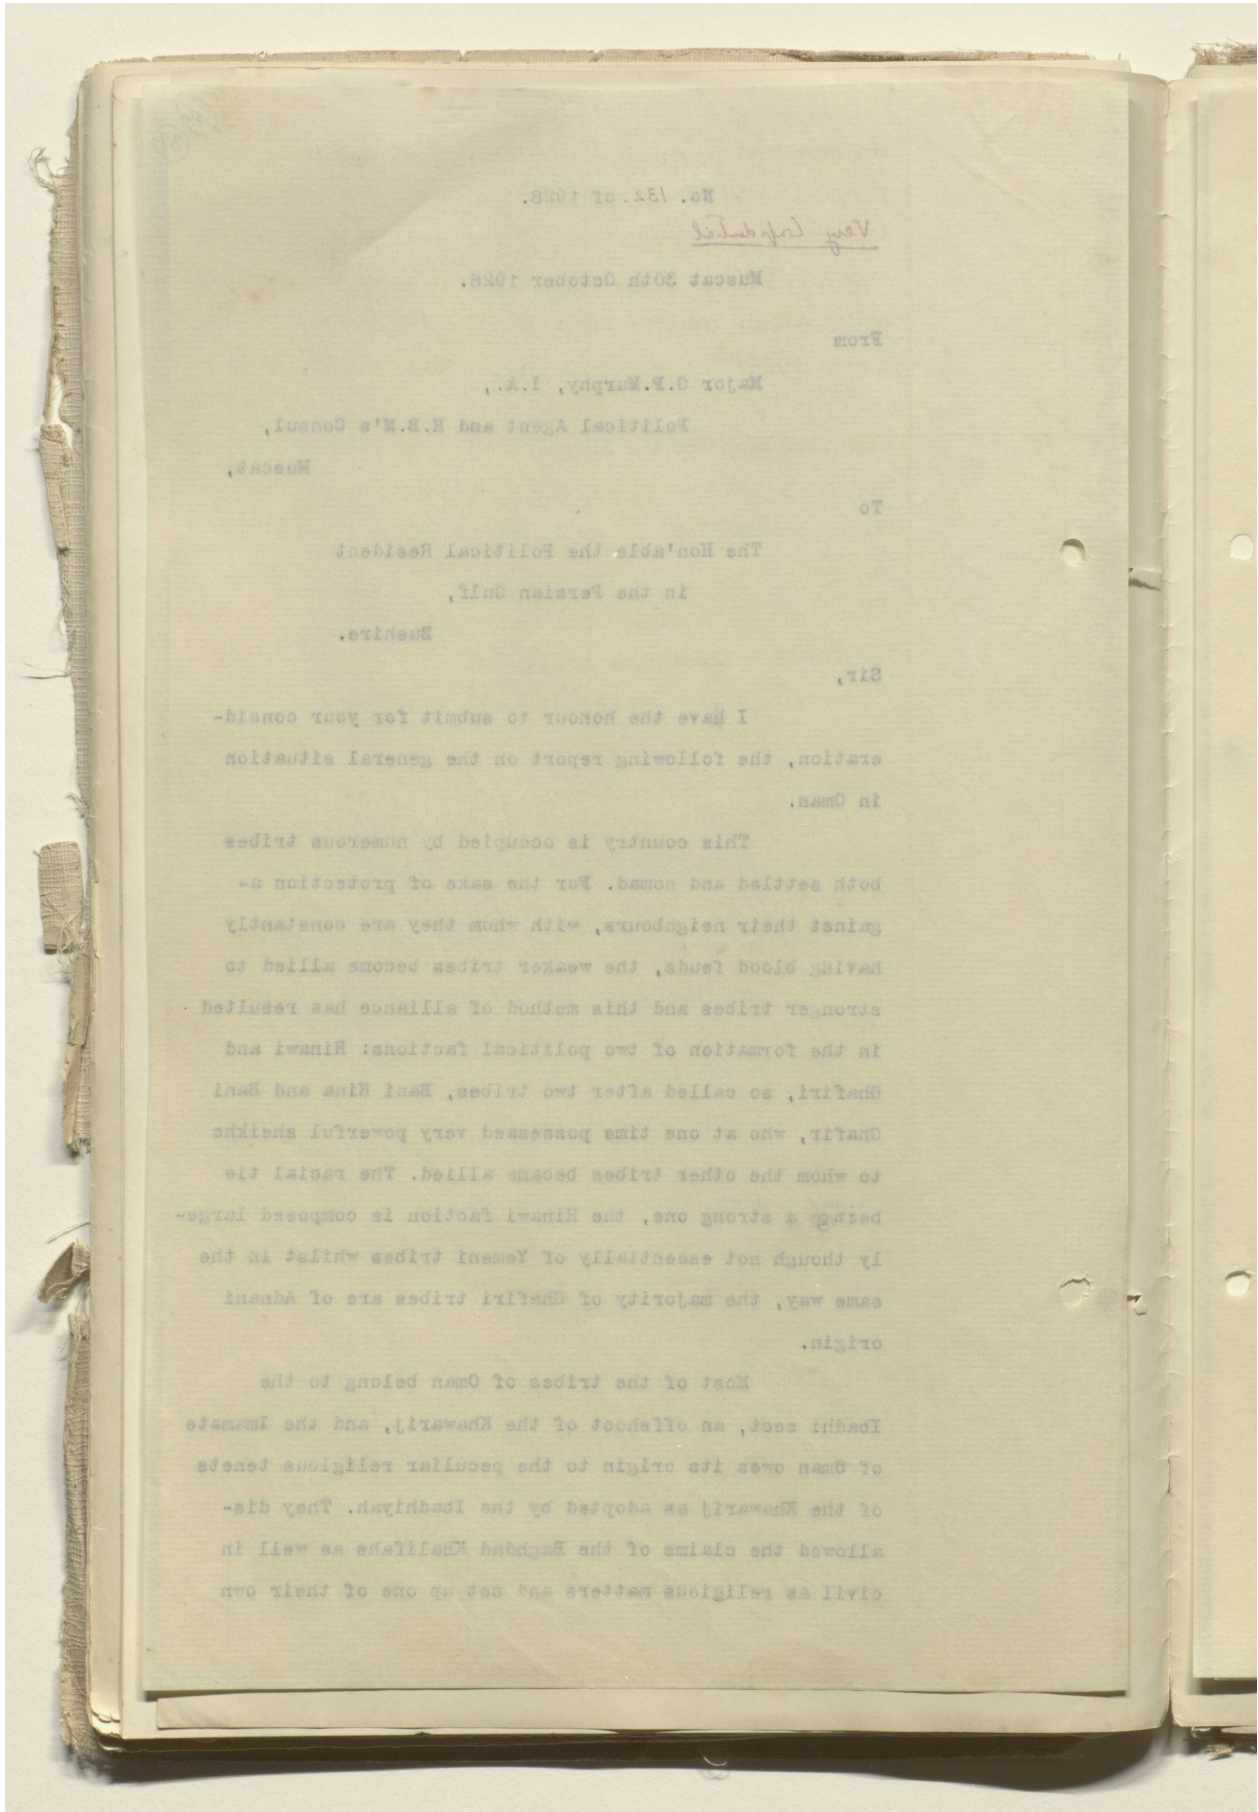 No. 132. of 1928.
Very Confidential
Muscat 30th October 1928.
From
Major G.P.Murphy, I.A.,
Political Agent and H.B.M's Consul,
Muscat,
To
The Hon'able the Political Resident
in the Persian Gulf,
Bushire.
Sir,
I have the honour to submit for your consid-
eration, the following report on the general situation
in Oman.
This country is occupied by numerous tribes
both settled and nomad. For the sake of protection a-
gainst their neighbours, with whom they are constantly
having blood feuds, the weaker tribes become allied to
stronger tribes and this method of alliance has resulted
in the formation of two political factions: Hinawi and
Ghafiri, so called after two tribes, Bani Hina and Bani
Ghafir, who at one time possessed very powerful sheikhs
to whom the other tribes became allied. The racial tie
being a strong one, the Hinawi faction is composed large-
ly though not essentially of Yemeni tribes whilst in the
same way, the majority of Ghafiri tribes are of Adnani
origin.
Most of the tribes of Oman belong to the
Ibadhi sect, an offshoot of the Khawarij, and the Imamate
of Oman owes its origin to the peculiar religious tenets
of the Khawarij as adopted by the Ibadhiyah. They dis-
allowed the claims of the Baghdad Khalifahs as well in
civil as religious matters and set up one of their own